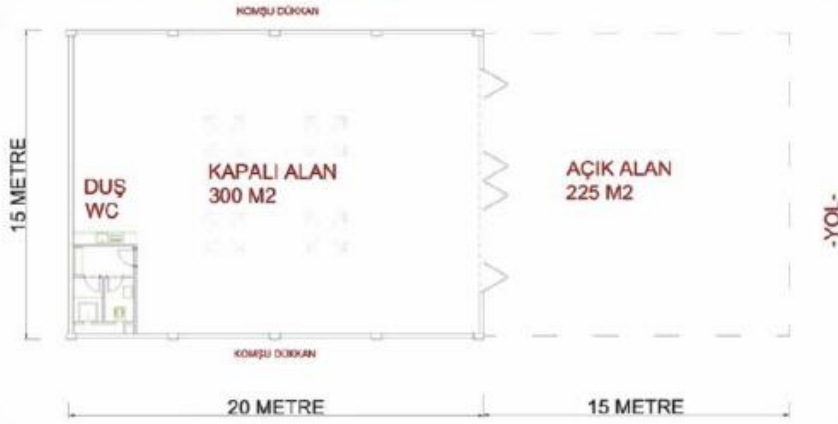 KOMŞU DÜKKAN
15 METRE
DUŞ
WC
KAPALI ALAN
300 M2
AÇIK ALAN
225 M2
-YOL-
KOMŞU DÜKKAN
20 METRE
15 METRE